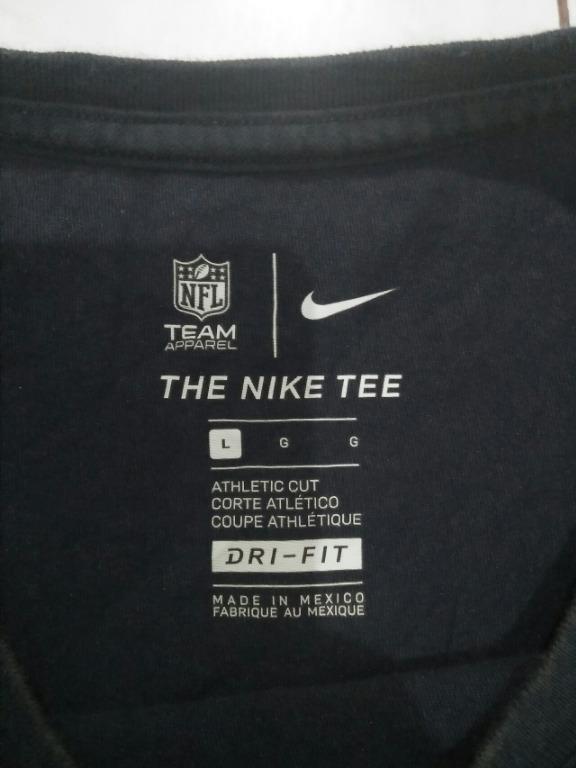 NFL
TEAM
APPAREL
THE NIKE TEE
L G G
ATHLETIC CUT
CORTE ATLÉTICO
COUPE ATHLÉTIQUE
DRI-FIT
MADE IN MEXICO
FABRIQUE AU MEXIQUE